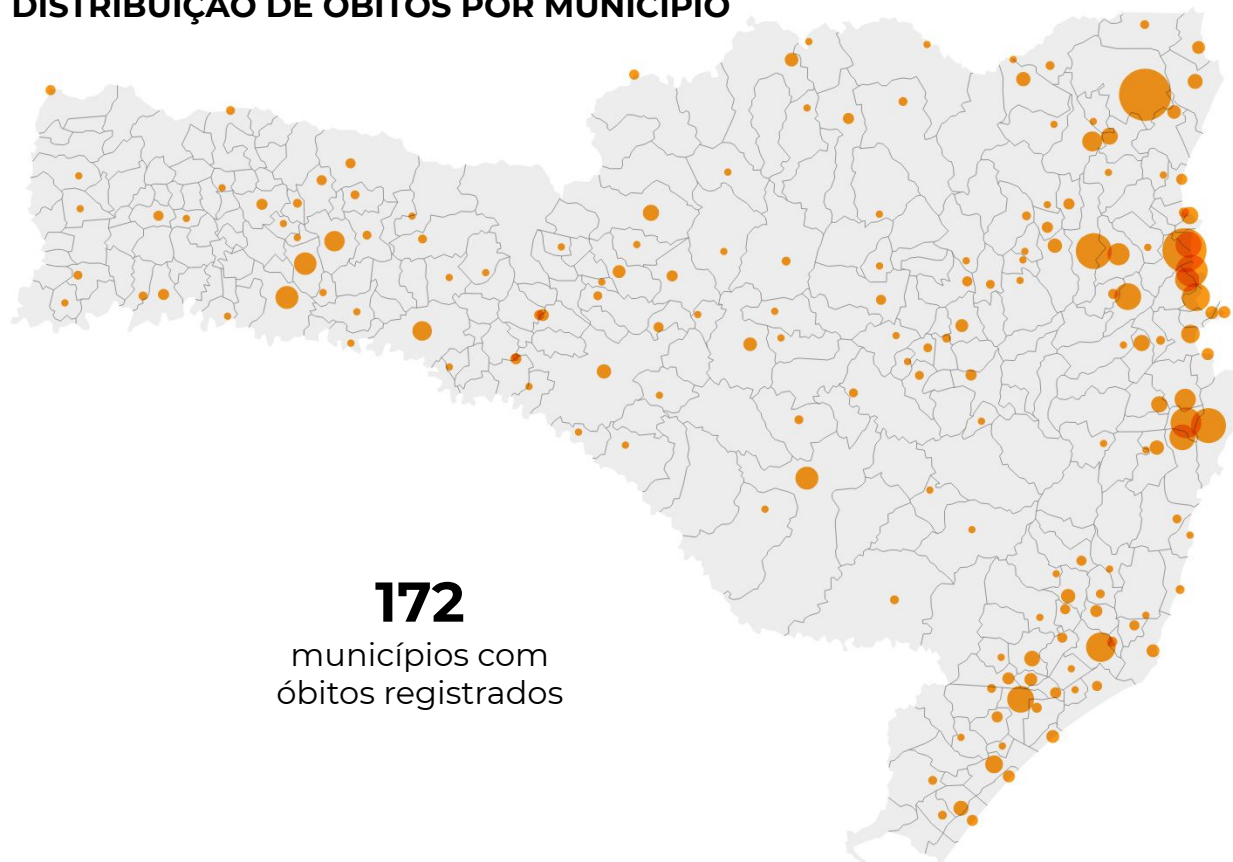 DISTRIBUIÇÃO DE ÓBITOS POR MUNICÍPIO
172
municípios com
óbitos registrados